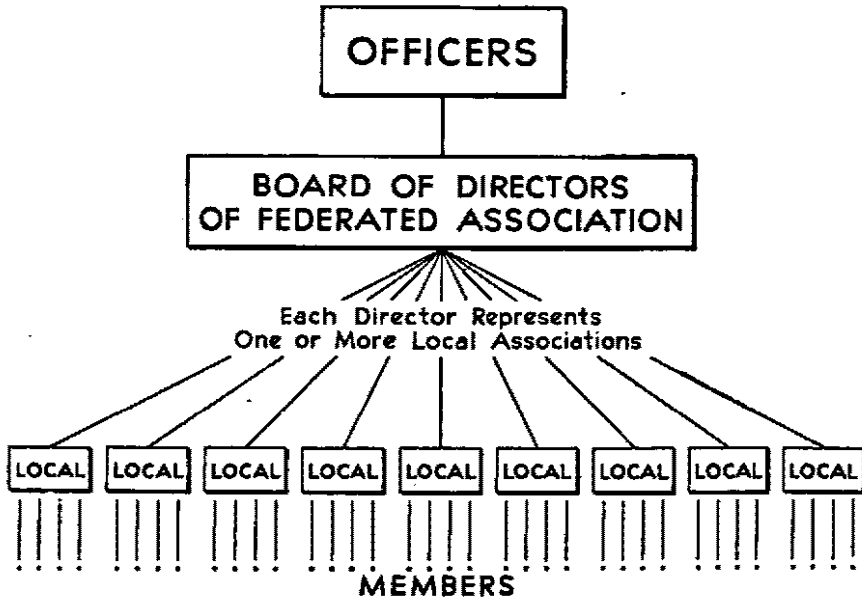 OFFICERS
BOARD OF DIRECTORS
OF FEDERATED ASSOCIATION
Each Director Represents
One or More Local Associations
LOCAL LOCAL LOCAL LOCAL LOCAL LOCAL LOCAL LOCAL LOCAL
MEMBERS